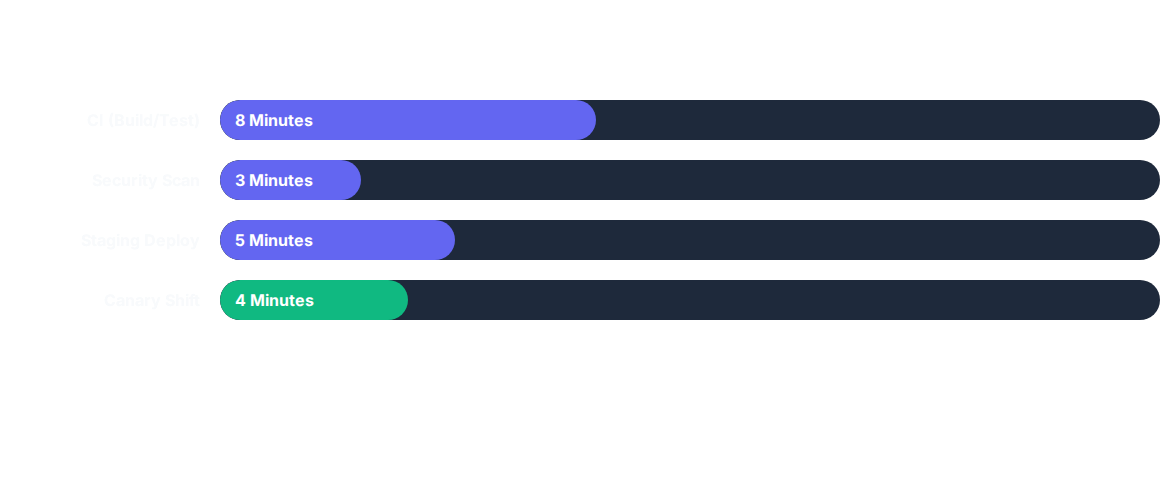 CI (Build/Test) 8 Minutes
Security Scan 3 Minutes
Staging Deploy 5 Minutes
Canary Shift 4 Minutes